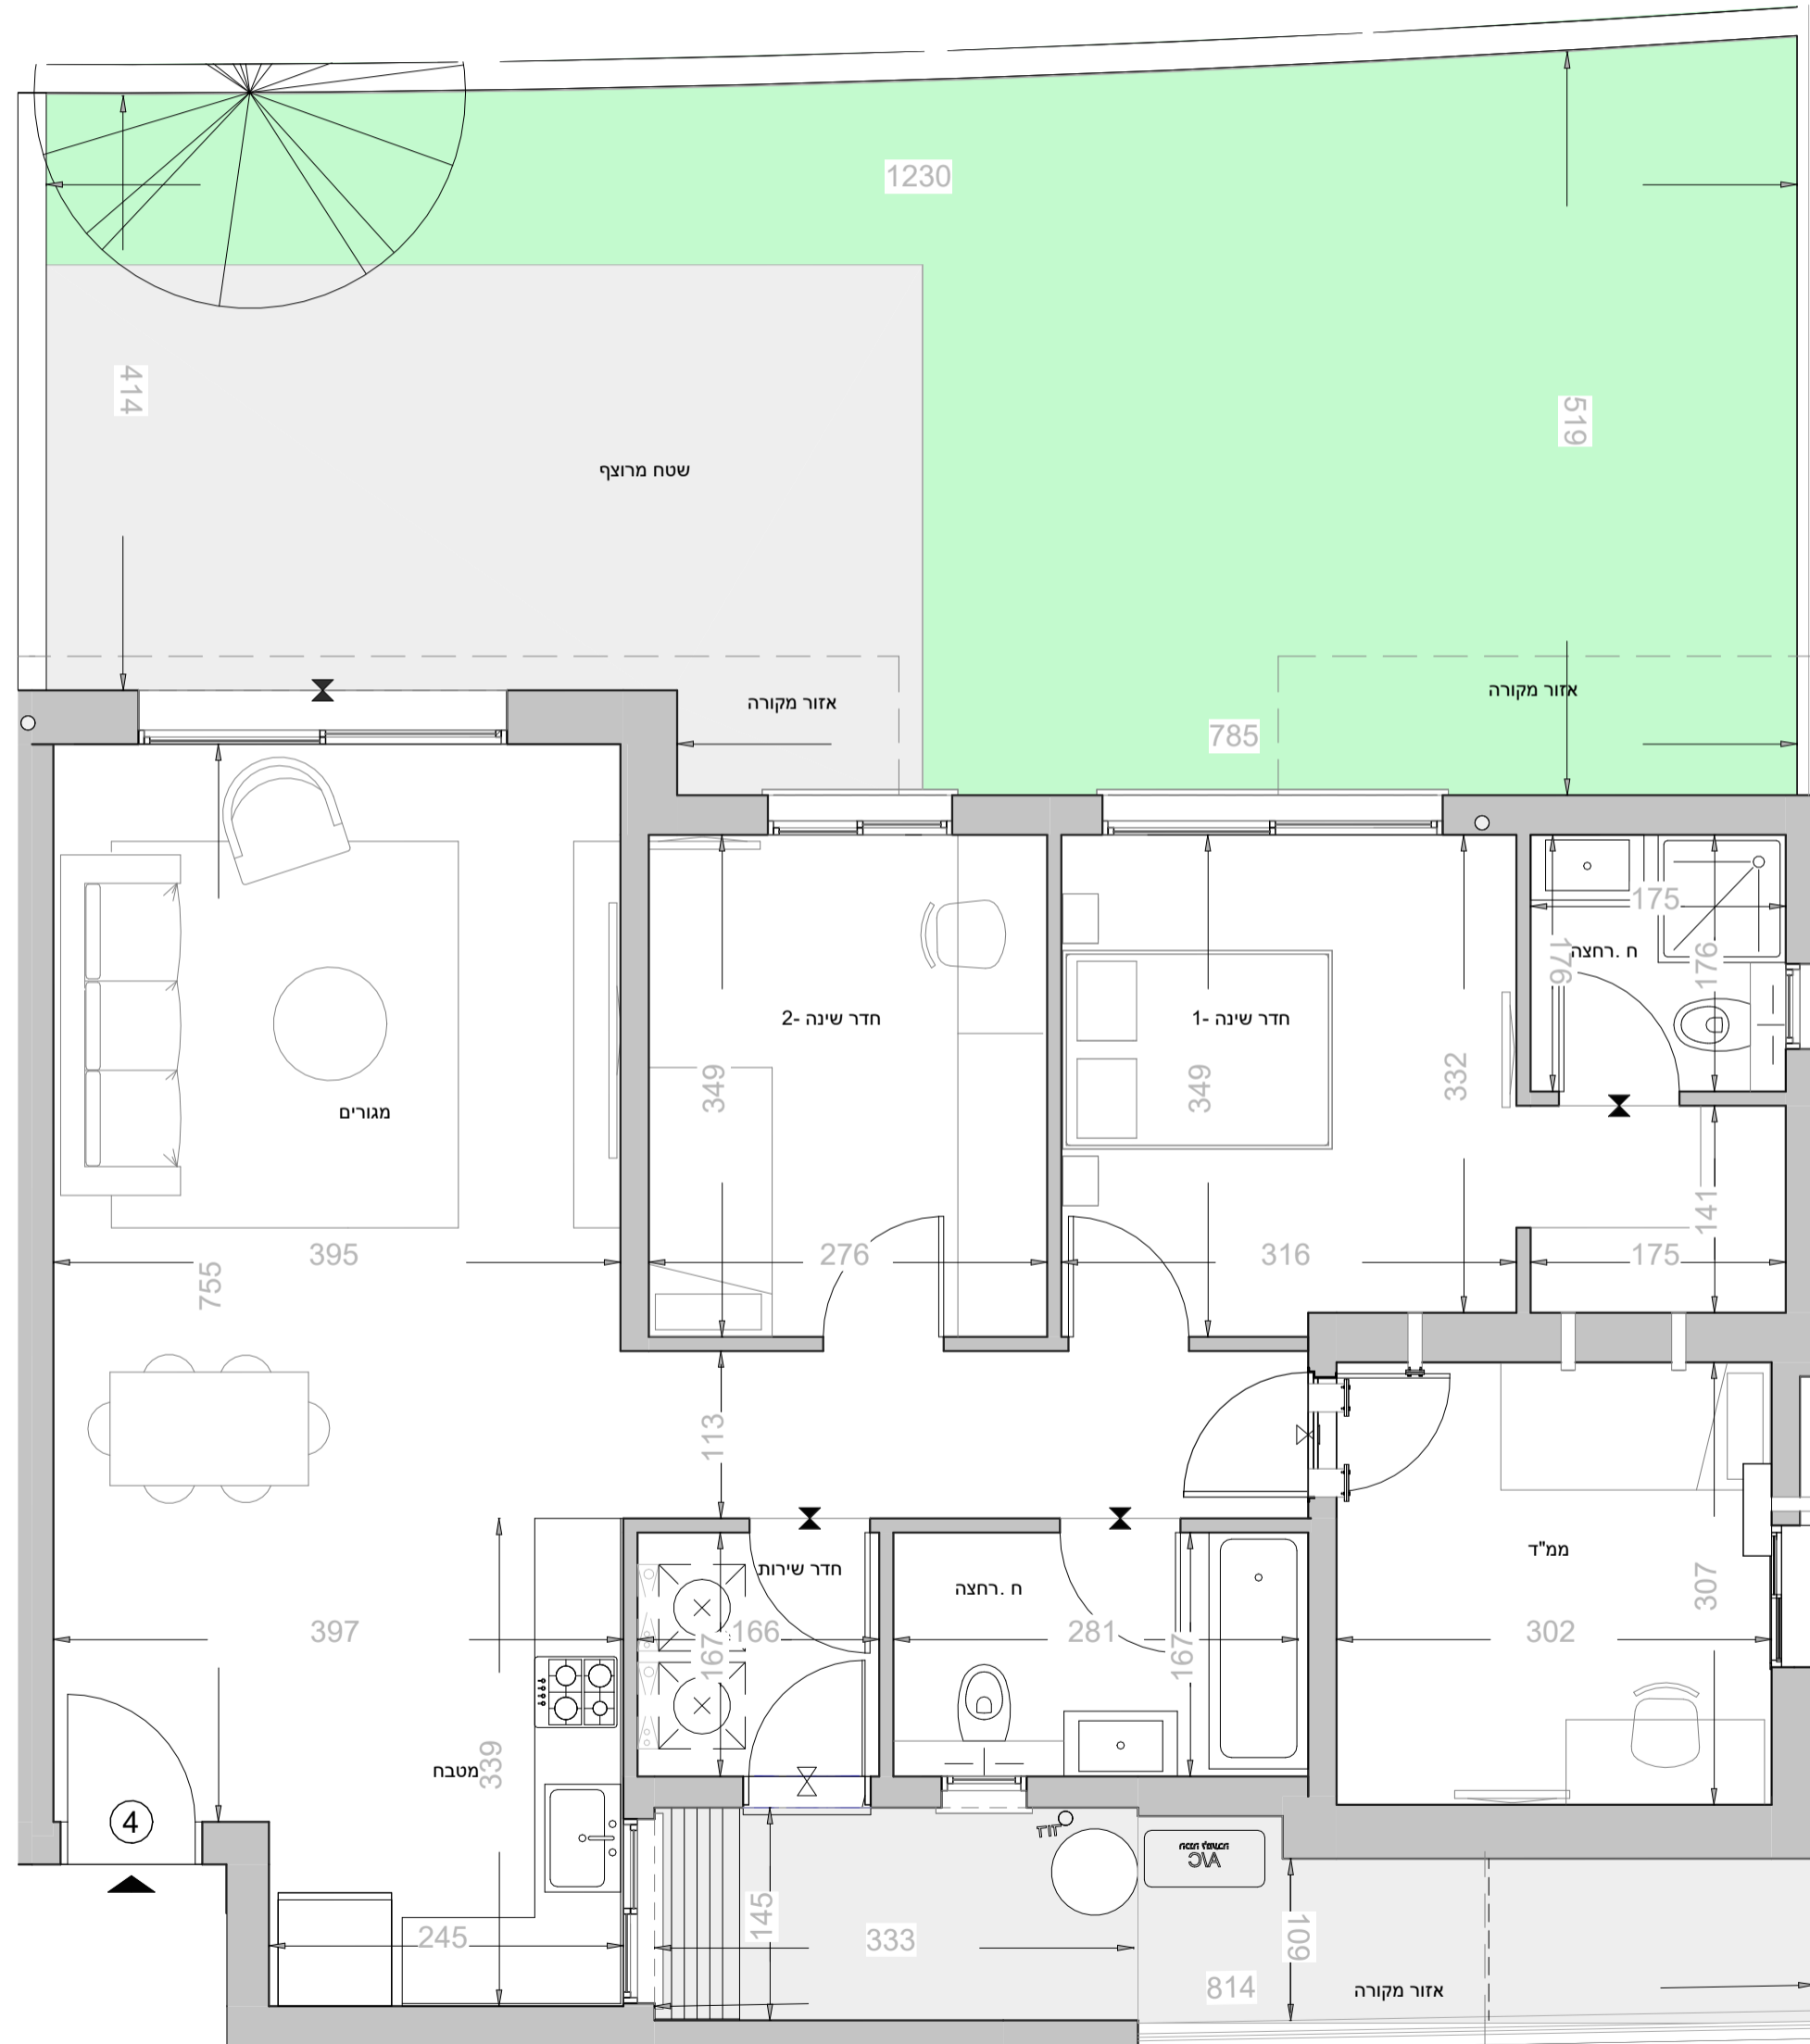 1230
414
519
שטח מרוצף
אזור מקורה
אזור מקורה
785
175
ח .רחצה
176
176
חדר שינה -2
חדר שינה -1
349
349
332
מגורים
141
395
276
316
175
755
113
ממ"ד
חדר שירות
ח .רחצה
307
397
167
166
281
167
302
339
מטבח
4
דוד
A/C
145
333
109
245
814
אזור מקורה